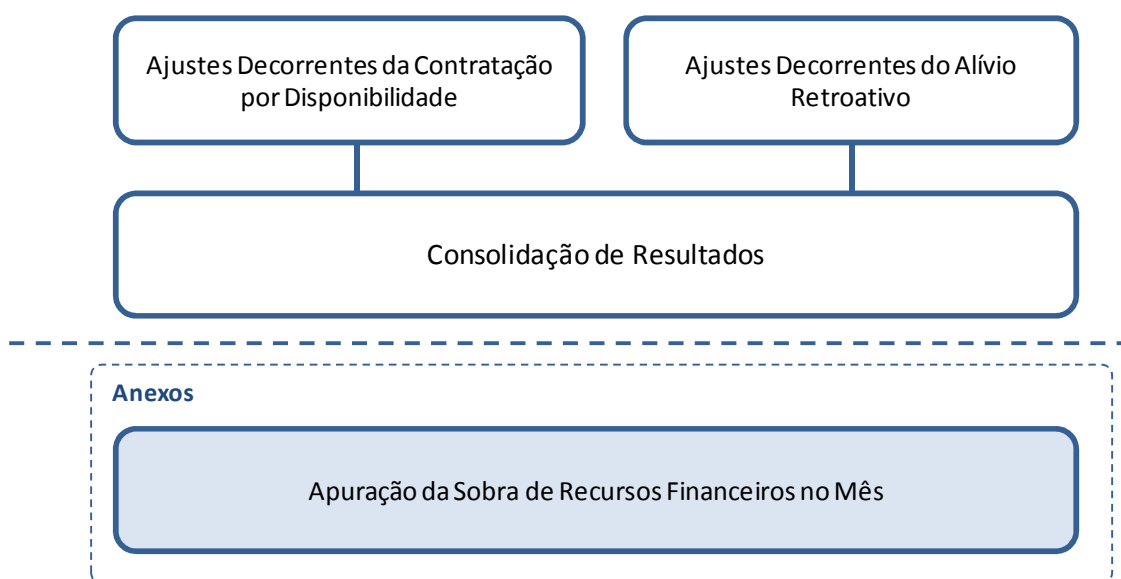 Ajustes Decorrentes da Contratação
por Disponibilidade
Ajustes Decorrentes do Alívio
Retroativo
Consolidação de Resultados
Anexos
Apuração da Sobra de Recursos Financeiros no Mês